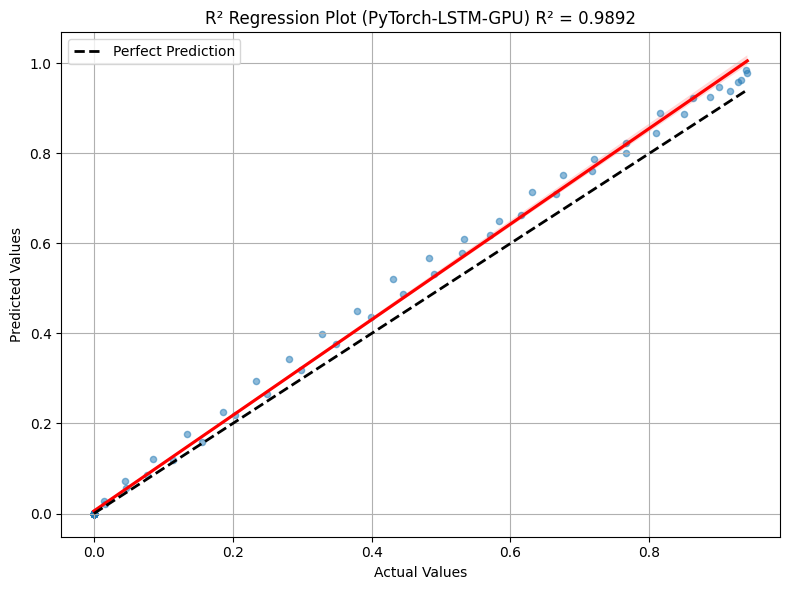 R² Regression Plot (PyTorch-LSTM-GPU) R² = 0.9892
Perfect Prediction
Predicted Values
1.0
0.8
0.6
0.4
0.2
0.0
0.0 0.2 0.4 0.6 0.8
Actual Values